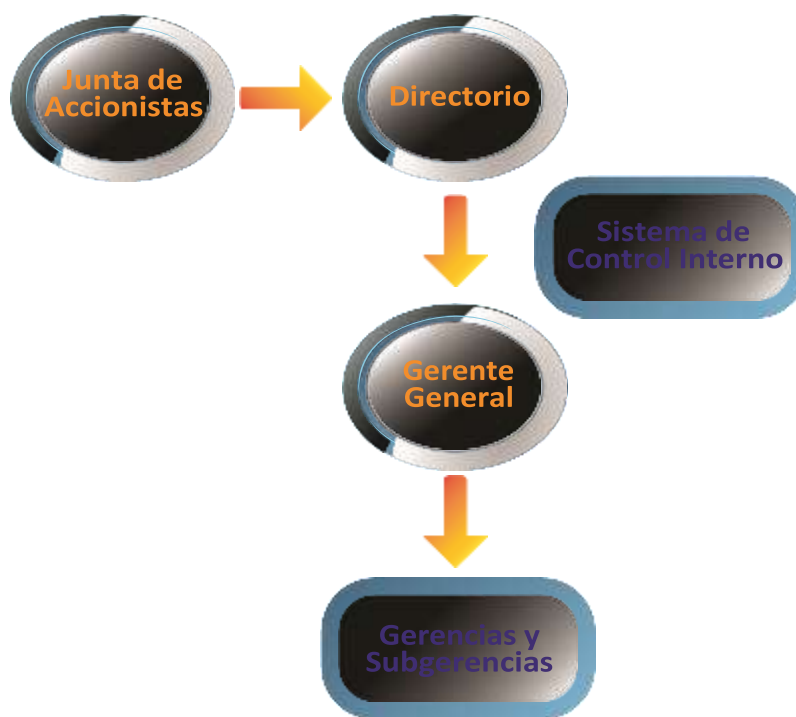 Junta de
Accionistas
Directorio
Sistema de
Control Interno
Gerente
General
Gerencias y
Subgerencias